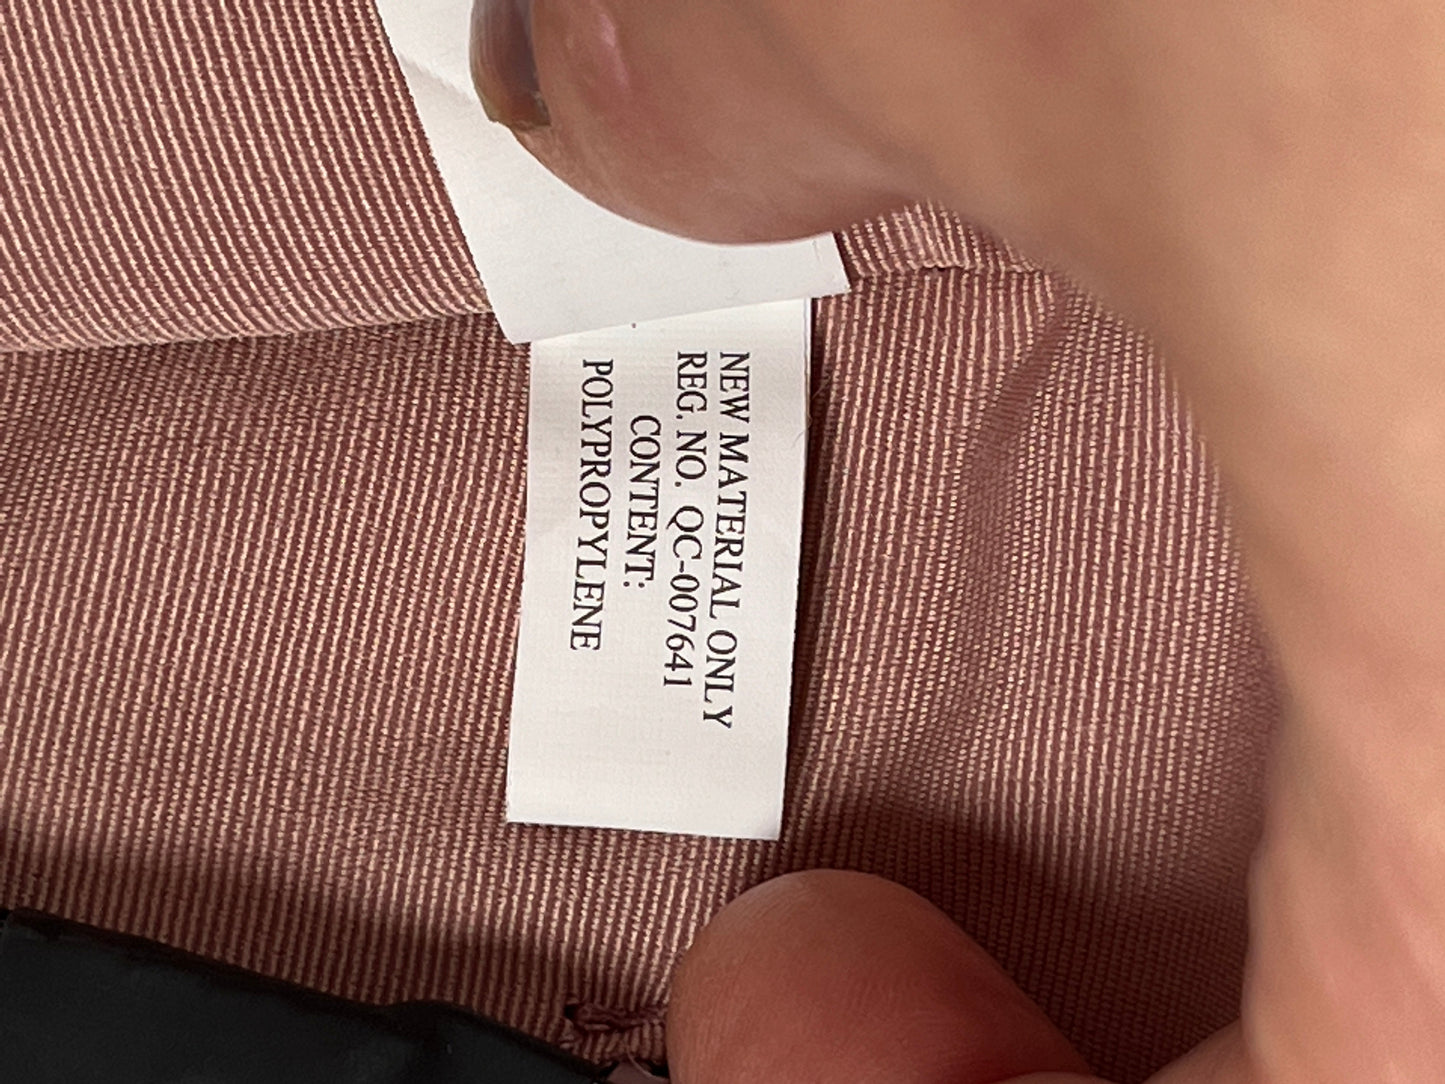 NEW MATERIAL ONLY
REG. NO. QC-007641
CONTENT:
POLYPROPYLENE